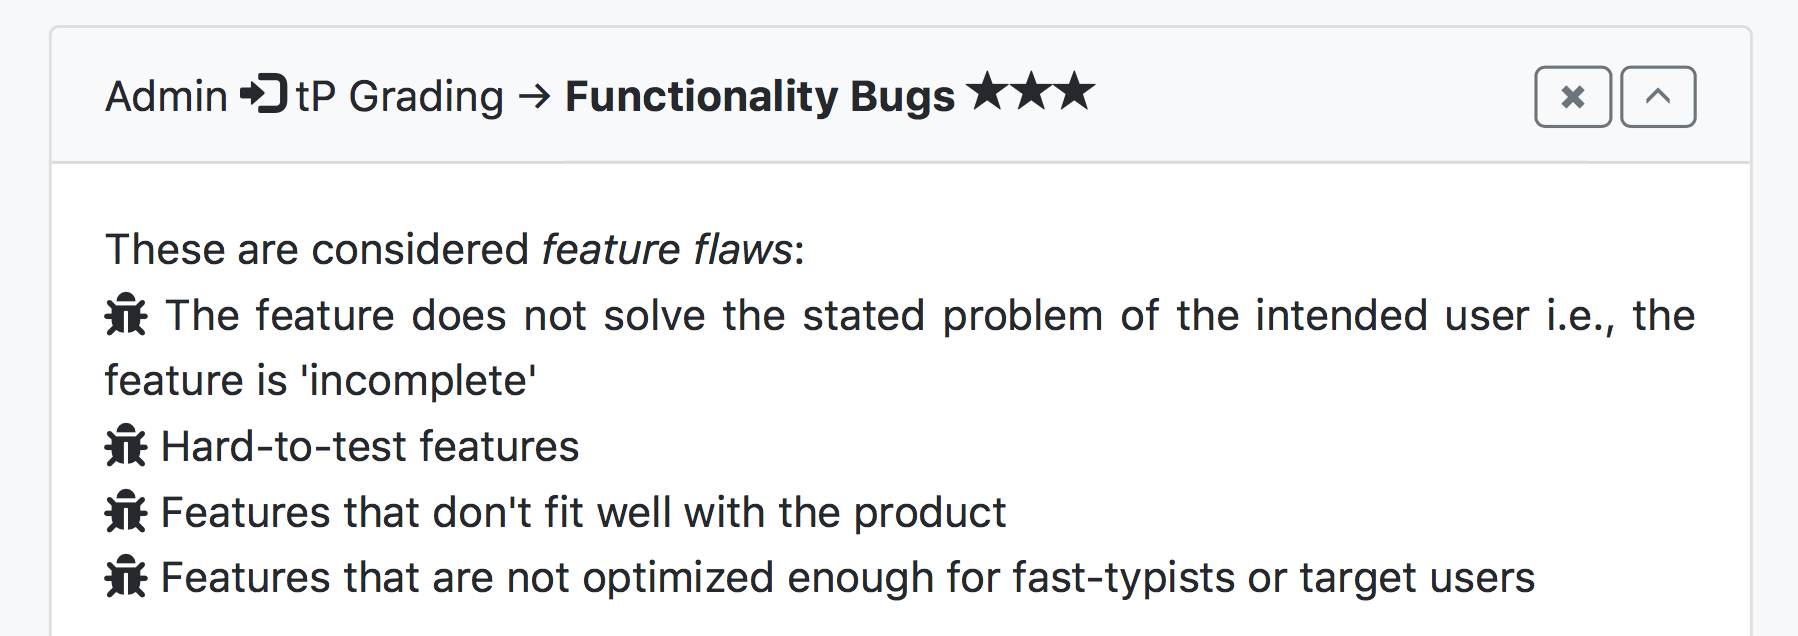 Admin tP Grading → Functionality Bugs ★★★
These are considered feature flaws:
The feature does not solve the stated problem of the intended user i.e., the
feature is 'incomplete'
Hard-to-test features
Features that don't fit well with the product
Features that are not optimized enough for fast-typists or target users